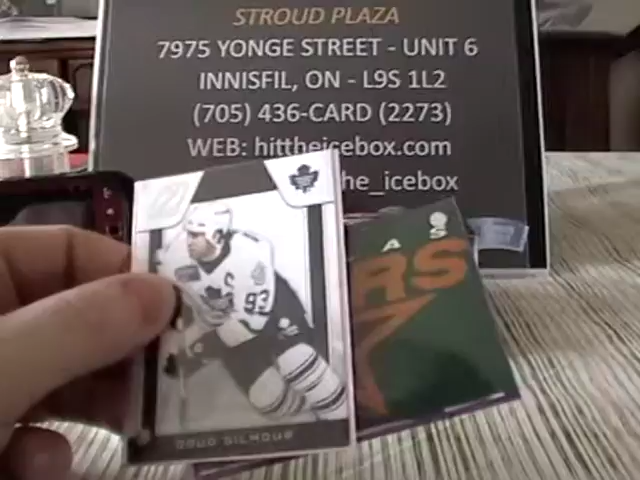 STROUD PLAZA
7975 YONGE STREET - UNIT 6
INNISFIL, ON - L9S 1L2
(705) 436-CARD (2273)
WEB: hittheicebox.com
he_icebox
A S
RS
C
93
DOUG GILMOUR